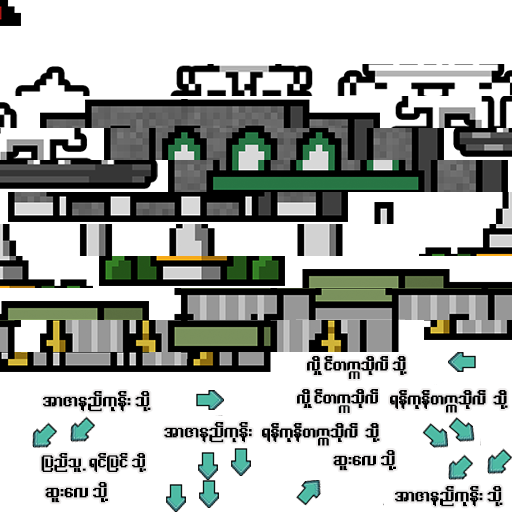 လှိုင်တက္ကသိုလ် သို့
အာဇာနည်ကုန်း သို့
လှိုင်တက္ကသိုလ်
ရန်ကုန်တက္ကသိုလ် သို့
အာဇာနည်ကုန်း
ရန်ကုန်တက္ကသိုလ် သို့
ပြည်သူ့ရင်ပြင် သို့
ဆူးလေ သို့
ဆူးလေ သို့
အာဇာနည်ကုန်း သို့